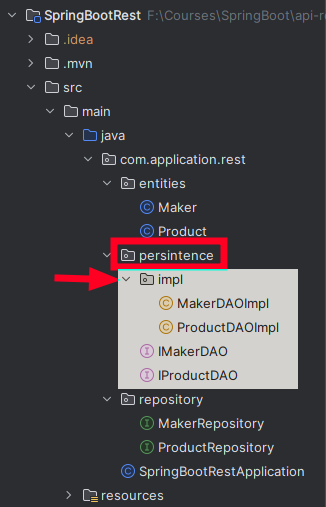 SpringBootRest F:\Courses\SpringBoot\api-r
.idea
.mvn
src
main
java
com.application.rest
entities
C Maker
C Product
persintence
impl
C MakerDAOImpl
C ProductDAOImpl
I IMakerDAO
I IProductDAO
repository
I MakerRepository
I ProductRepository
C SpringBootRestApplication
resources